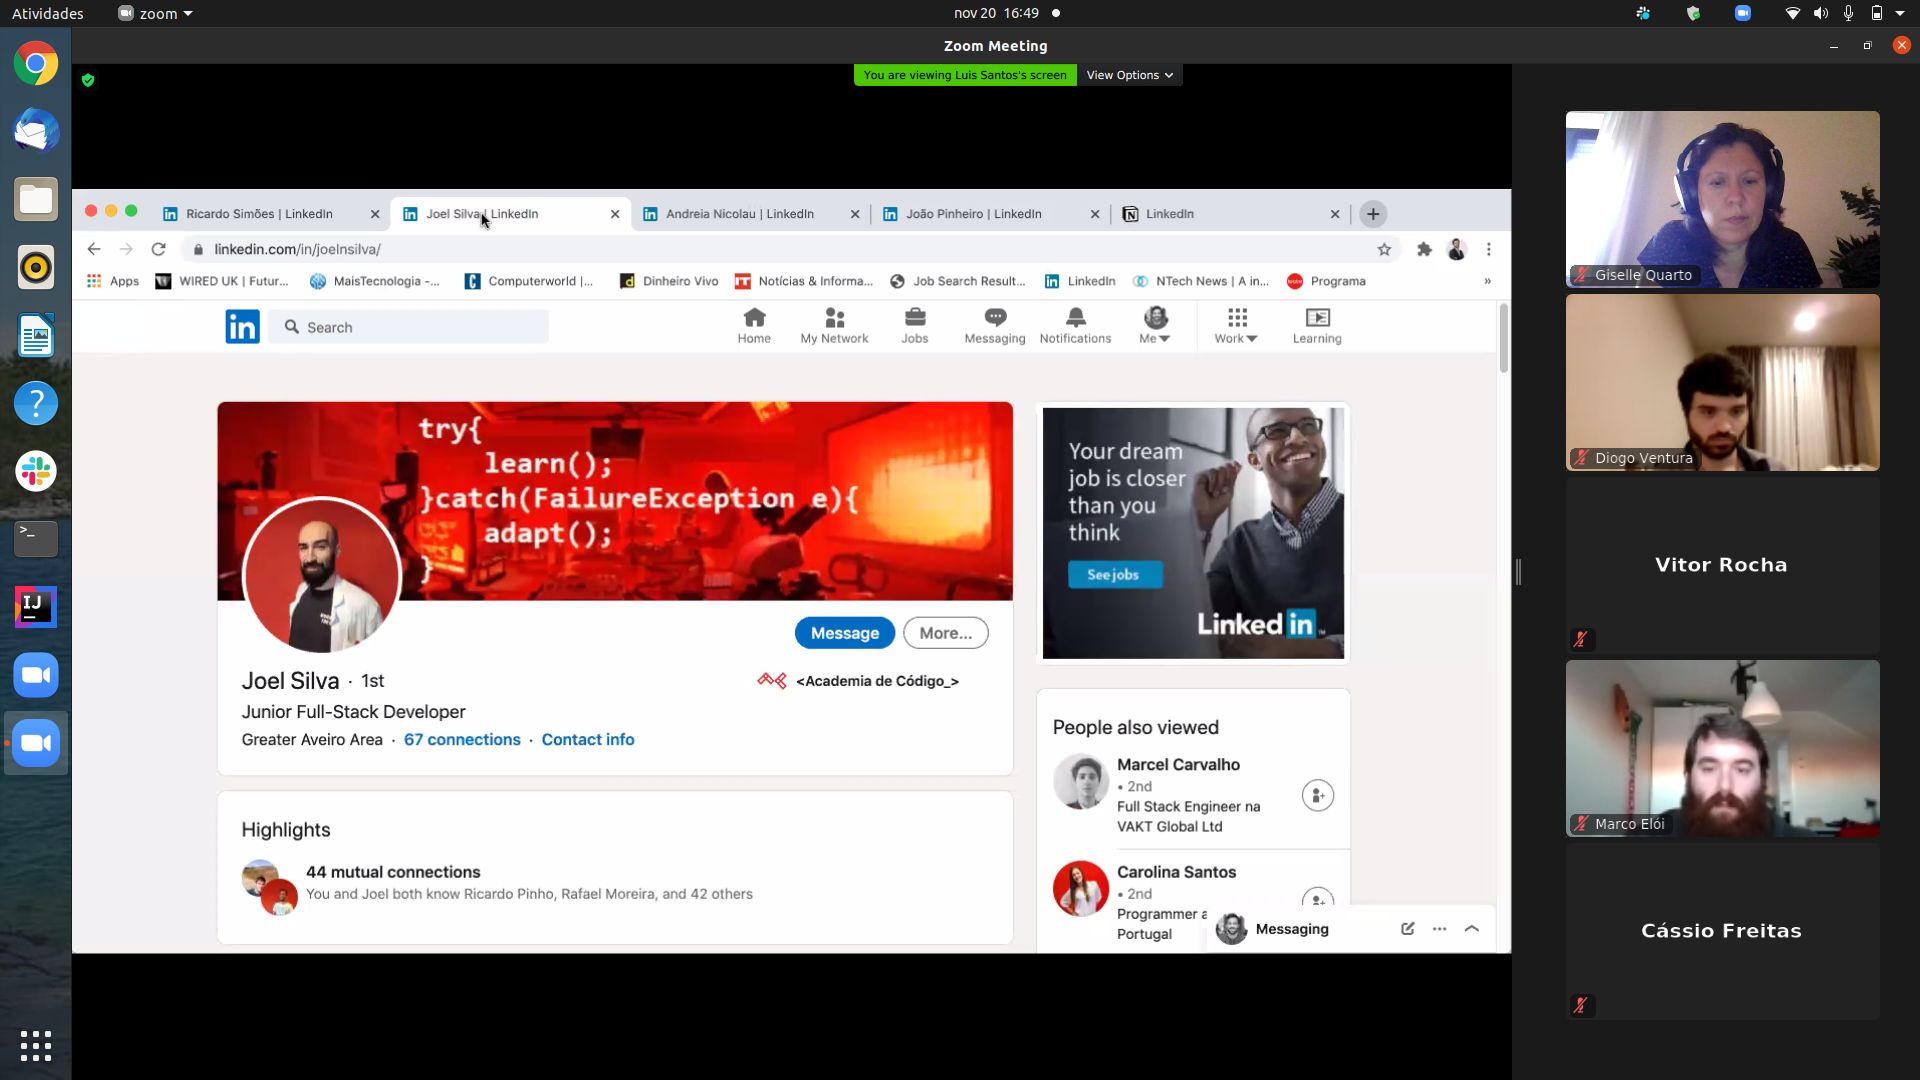 Atividades
zoom
nov 20 16:49
Zoom Meeting
You are viewing Luis Santos's screen
View Options
Ricardo Simões | LinkedIn
Joel Silva | LinkedIn
Andreia Nicolau | LinkedIn
João Pinheiro | LinkedIn
LinkedIn
linkedin.com/in/joelnsilva/
Apps
WIRED UK | Futur...
MaisTecnologia -...
Computerworld |...
Dinheiro Vivo
Notícias & Informa...
Job Search Result...
LinkedIn
NTech News | A in...
Programa
»
in
Search
Home
My Network
Jobs
Messaging
Notifications
Me
Work
Learning
try{
learn();
}catch(FailureException e){
adapt();
}
Message
More...
Joel Silva · 1st
<Academia de Código_>
Junior Full-Stack Developer
Greater Aveiro Area · 67 connections · Contact info
Highlights
44 mutual connections
You and Joel both know Ricardo Pinho, Rafael Moreira, and 42 others
Your dream
job is closer
than you
think
See jobs
Linked in
People also viewed
Marcel Carvalho
• 2nd
Full Stack Engineer na
VAKT Global Ltd
Carolina Santos
• 2nd
Programmer
Portugal
Messaging
Giselle Quarto
Diogo Ventura
Vitor Rocha
Marco Elói
Cássio Freitas
>_
IJ